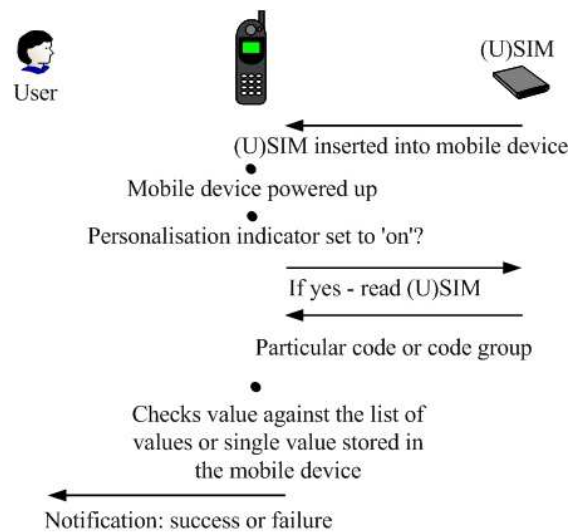 (U)SIM
User
(U)SIM inserted into mobile device
Mobile device powered up
Personalisation indicator set to 'on'?
If yes - read (U)SIM
Particular code or code group
Checks value against the list of
values or single value stored in
the mobile device
Notification: success or failure